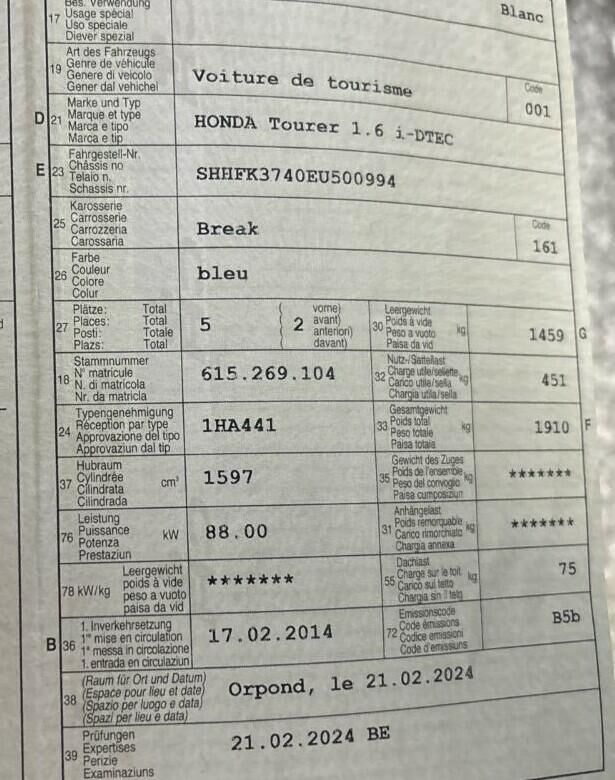 Bes. Verwendung
17 Usage spécial
Uso speciale
Diever spezial
Blanc
Art des Fahrzeugs
19 Genre de véhicule
Genere di veicolo
Gener dal vehichel
Voiture de tourisme
Code
001
Marke und Typ
D 21 Marque et type
Marca e tipo
Marca e tip
HONDA Tourer 1.6 i.-DTEC
Fahrgestell-Nr.
E 23 Châssis no
Telaio n.
Schassis nr.
SHHFK3740EU500994
Karosserie
25 Carrosserie
Carrozzeria
Carossaria
Break
Code
161
Farbe
26 Couleur
Colore
Colur
bleu
Plätze: Total
27 Places: Total
Posti: Totale
Plazs: Total
5
( vorne)
( 2 avant)
( anteriori)
( davant)
Leergewicht
30 Poids à vide kg
Peso a vuoto
Paisa da vid
1459 G
Stammnummer
18 N° matricule
N. di matricola
Nr. da matricla
615.269.104
Nutz-/Sattellast
32 Charge utile/sellette kg
Carico utile/sella
Chargia utila/sella
451
Typengenehmigung
24 Réception par type
Approvazione del tipo
Approvaziun dal tip
1HA441
Gesamtgewicht
33 Poids total kg
Peso totale
Paisa totala
1910 F
Hubraum
37 Cylindrée cm³
Cilindrata
Cilindrada
1597
Gewicht des Zuges
35 Poids de l'ensemble kg
Peso del convoglio
Paisa cumposiziun
*******
Leistung
76 Puissance kW
Potenza
Prestaziun
88.00
Anhängelast
31 Poids remorquable kg
Carico rimorchiato
Chargia annexa
*******
Leergewicht
78 kW/kg poids à vide
peso a vuoto
paisa da vid
*******
Dachlast
55 Charge sur le toit kg
Carico sul tetto
Chargia sin il tetg
75
1. Inverkehrsetzung
B 36 1re mise en circulation
1a messa in circolazione
1. entrada en circulaziun
17.02.2014
Emissionscode
72 Code émissions
Codice emissioni
Code d'emissiuns
B5b
(Raum für Ort und Datum)
38 (Espace pour lieu et date)
(Spazio per luogo e data)
(Spazi per lieu e data)
Orpond, le 21.02.2024
Prüfungen
39 Expertises
Perizie
Examinaziuns
21.02.2024 BE